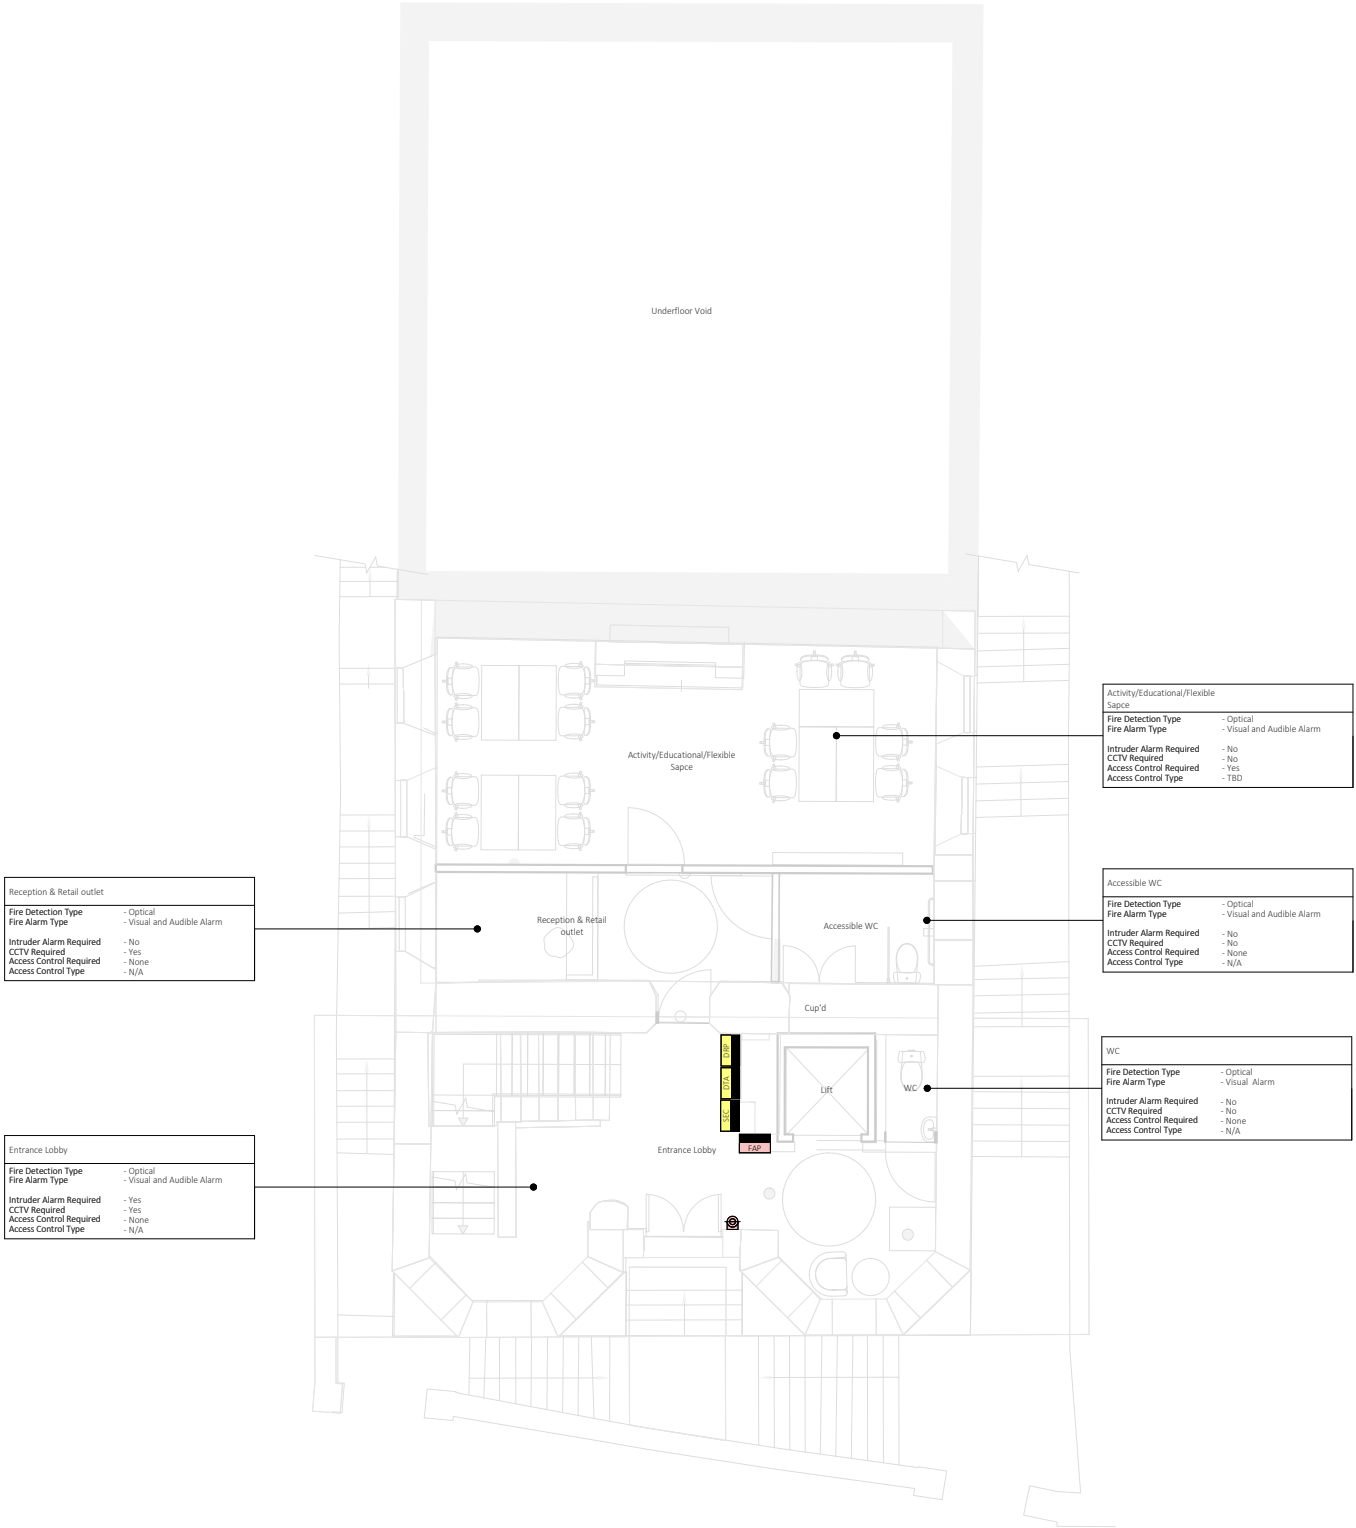 Underfloor Void
Activity/Educational/Flexible
Sapce
Fire Detection Type - Optical
Fire Alarm Type - Visual and Audible Alarm
Intruder Alarm Required - No
CCTV Required - No
Access Control Required - Yes
Access Control Type - TBD
Activity/Educational/Flexible
Sapce
Reception & Retail outlet
Fire Detection Type - Optical
Fire Alarm Type - Visual and Audible Alarm
Intruder Alarm Required - No
CCTV Required - Yes
Access Control Required - None
Access Control Type - N/A
Reception & Retail
outlet
Accessible WC
Accessible WC
Fire Detection Type - Optical
Fire Alarm Type - Visual and Audible Alarm
Intruder Alarm Required - No
CCTV Required - No
Access Control Required - None
Access Control Type - N/A
Cup'd
DBP
DTA
SEC
FAP
Lift
WC
WC
Fire Detection Type - Optical
Fire Alarm Type - Visual Alarm
Intruder Alarm Required - No
CCTV Required - No
Access Control Required - None
Access Control Type - N/A
Entrance Lobby
Fire Detection Type - Optical
Fire Alarm Type - Visual and Audible Alarm
Intruder Alarm Required - Yes
CCTV Required - Yes
Access Control Required - None
Access Control Type - N/A
Entrance Lobby